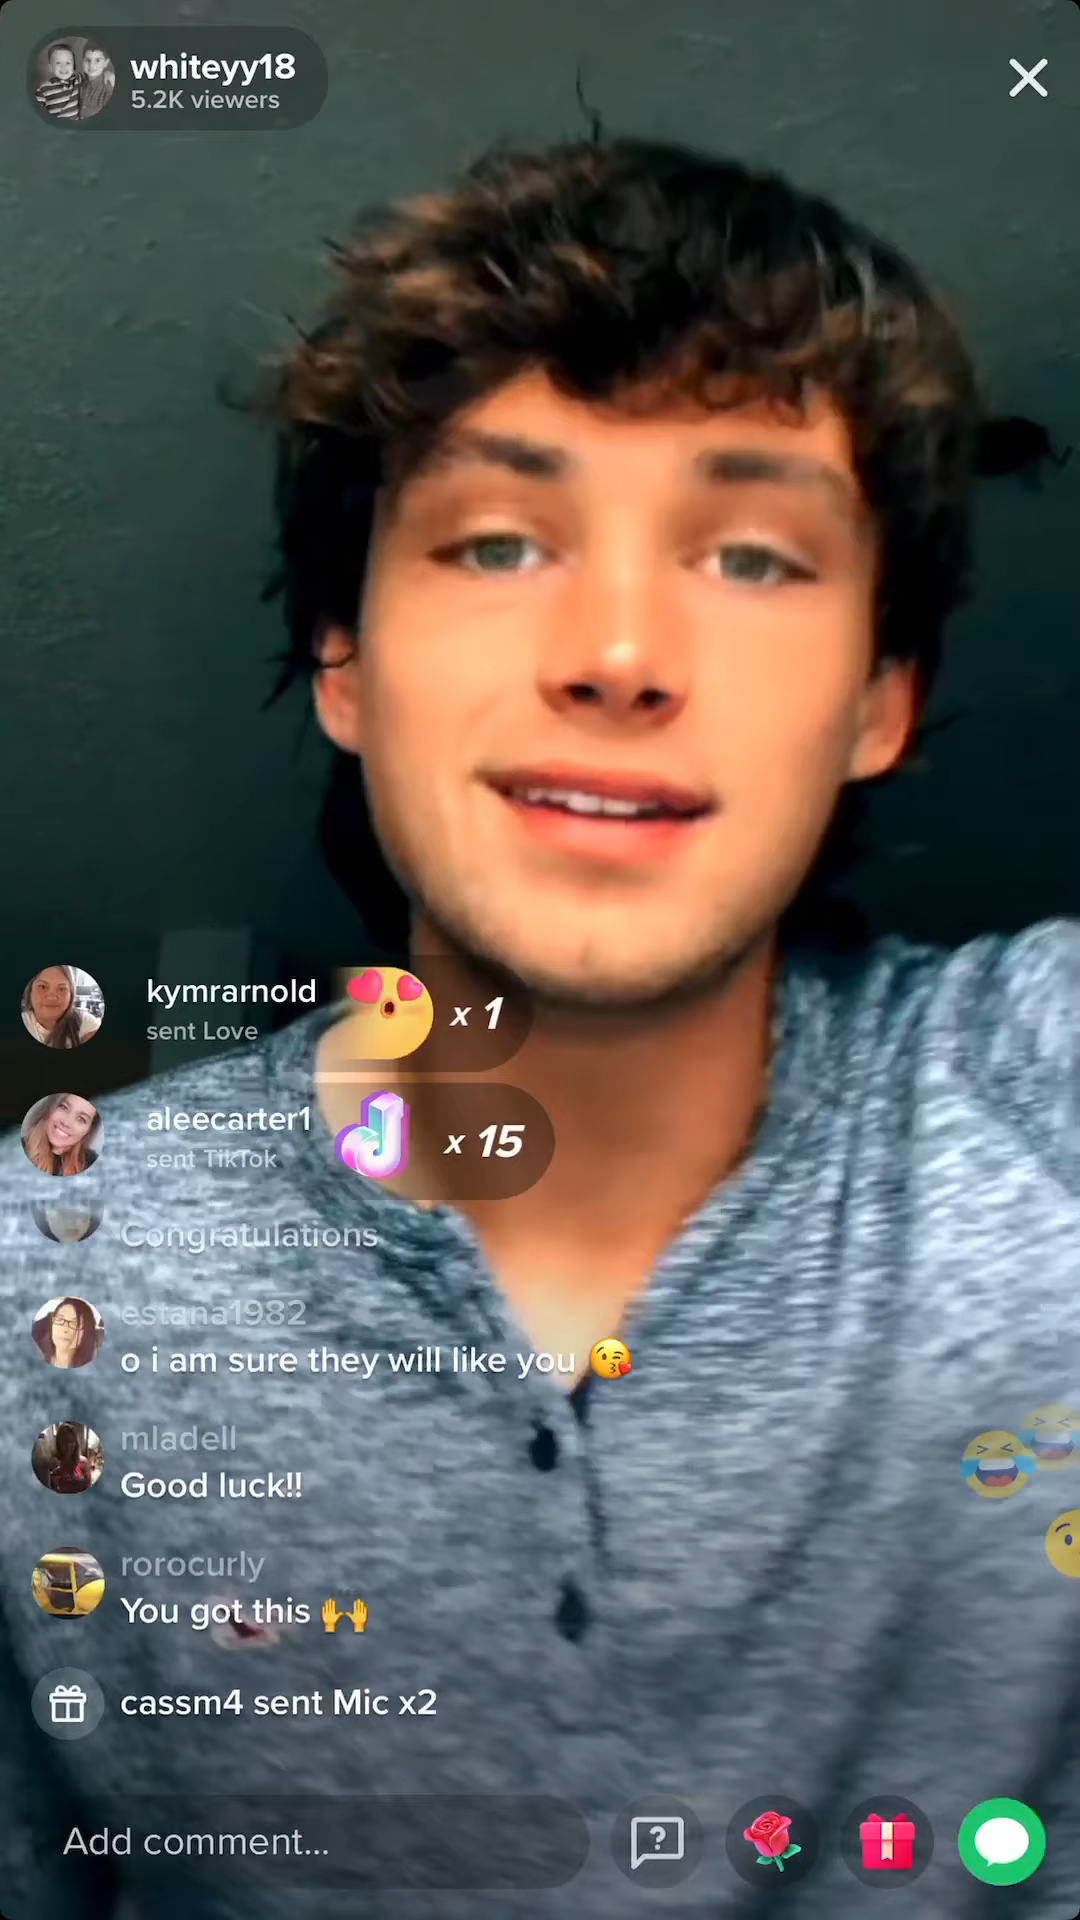 whiteyy18
5.2K viewers
kymrarnold
sent Love
x 1
aleecarter1
sent TikTok
x 15
Congratulations
estana1982
o i am sure they will like you 😘
mladell
Good luck!!
rorocurly
You got this 🙌
cassm4 sent Mic x2
Add comment...